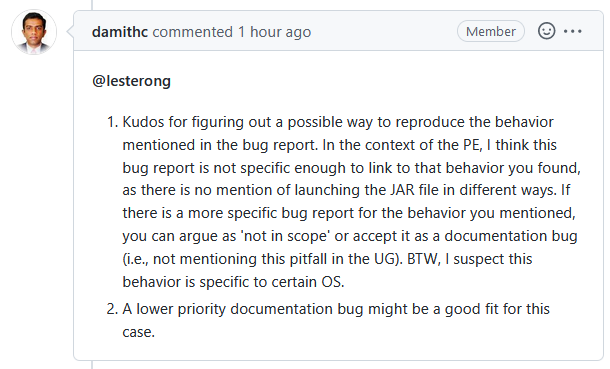 damithc commented 1 hour ago Member
@lesterong
1. Kudos for figuring out a possible way to reproduce the behavior
mentioned in the bug report. In the context of the PE, I think this
bug report is not specific enough to link to that behavior you found,
as there is no mention of launching the JAR file in different ways. If
there is a more specific bug report for the behavior you mentioned,
you can argue as 'not in scope' or accept it as a documentation bug
(i.e., not mentioning this pitfall in the UG). BTW, I suspect this
behavior is specific to certain OS.
2. A lower priority documentation bug might be a good fit for this
case.